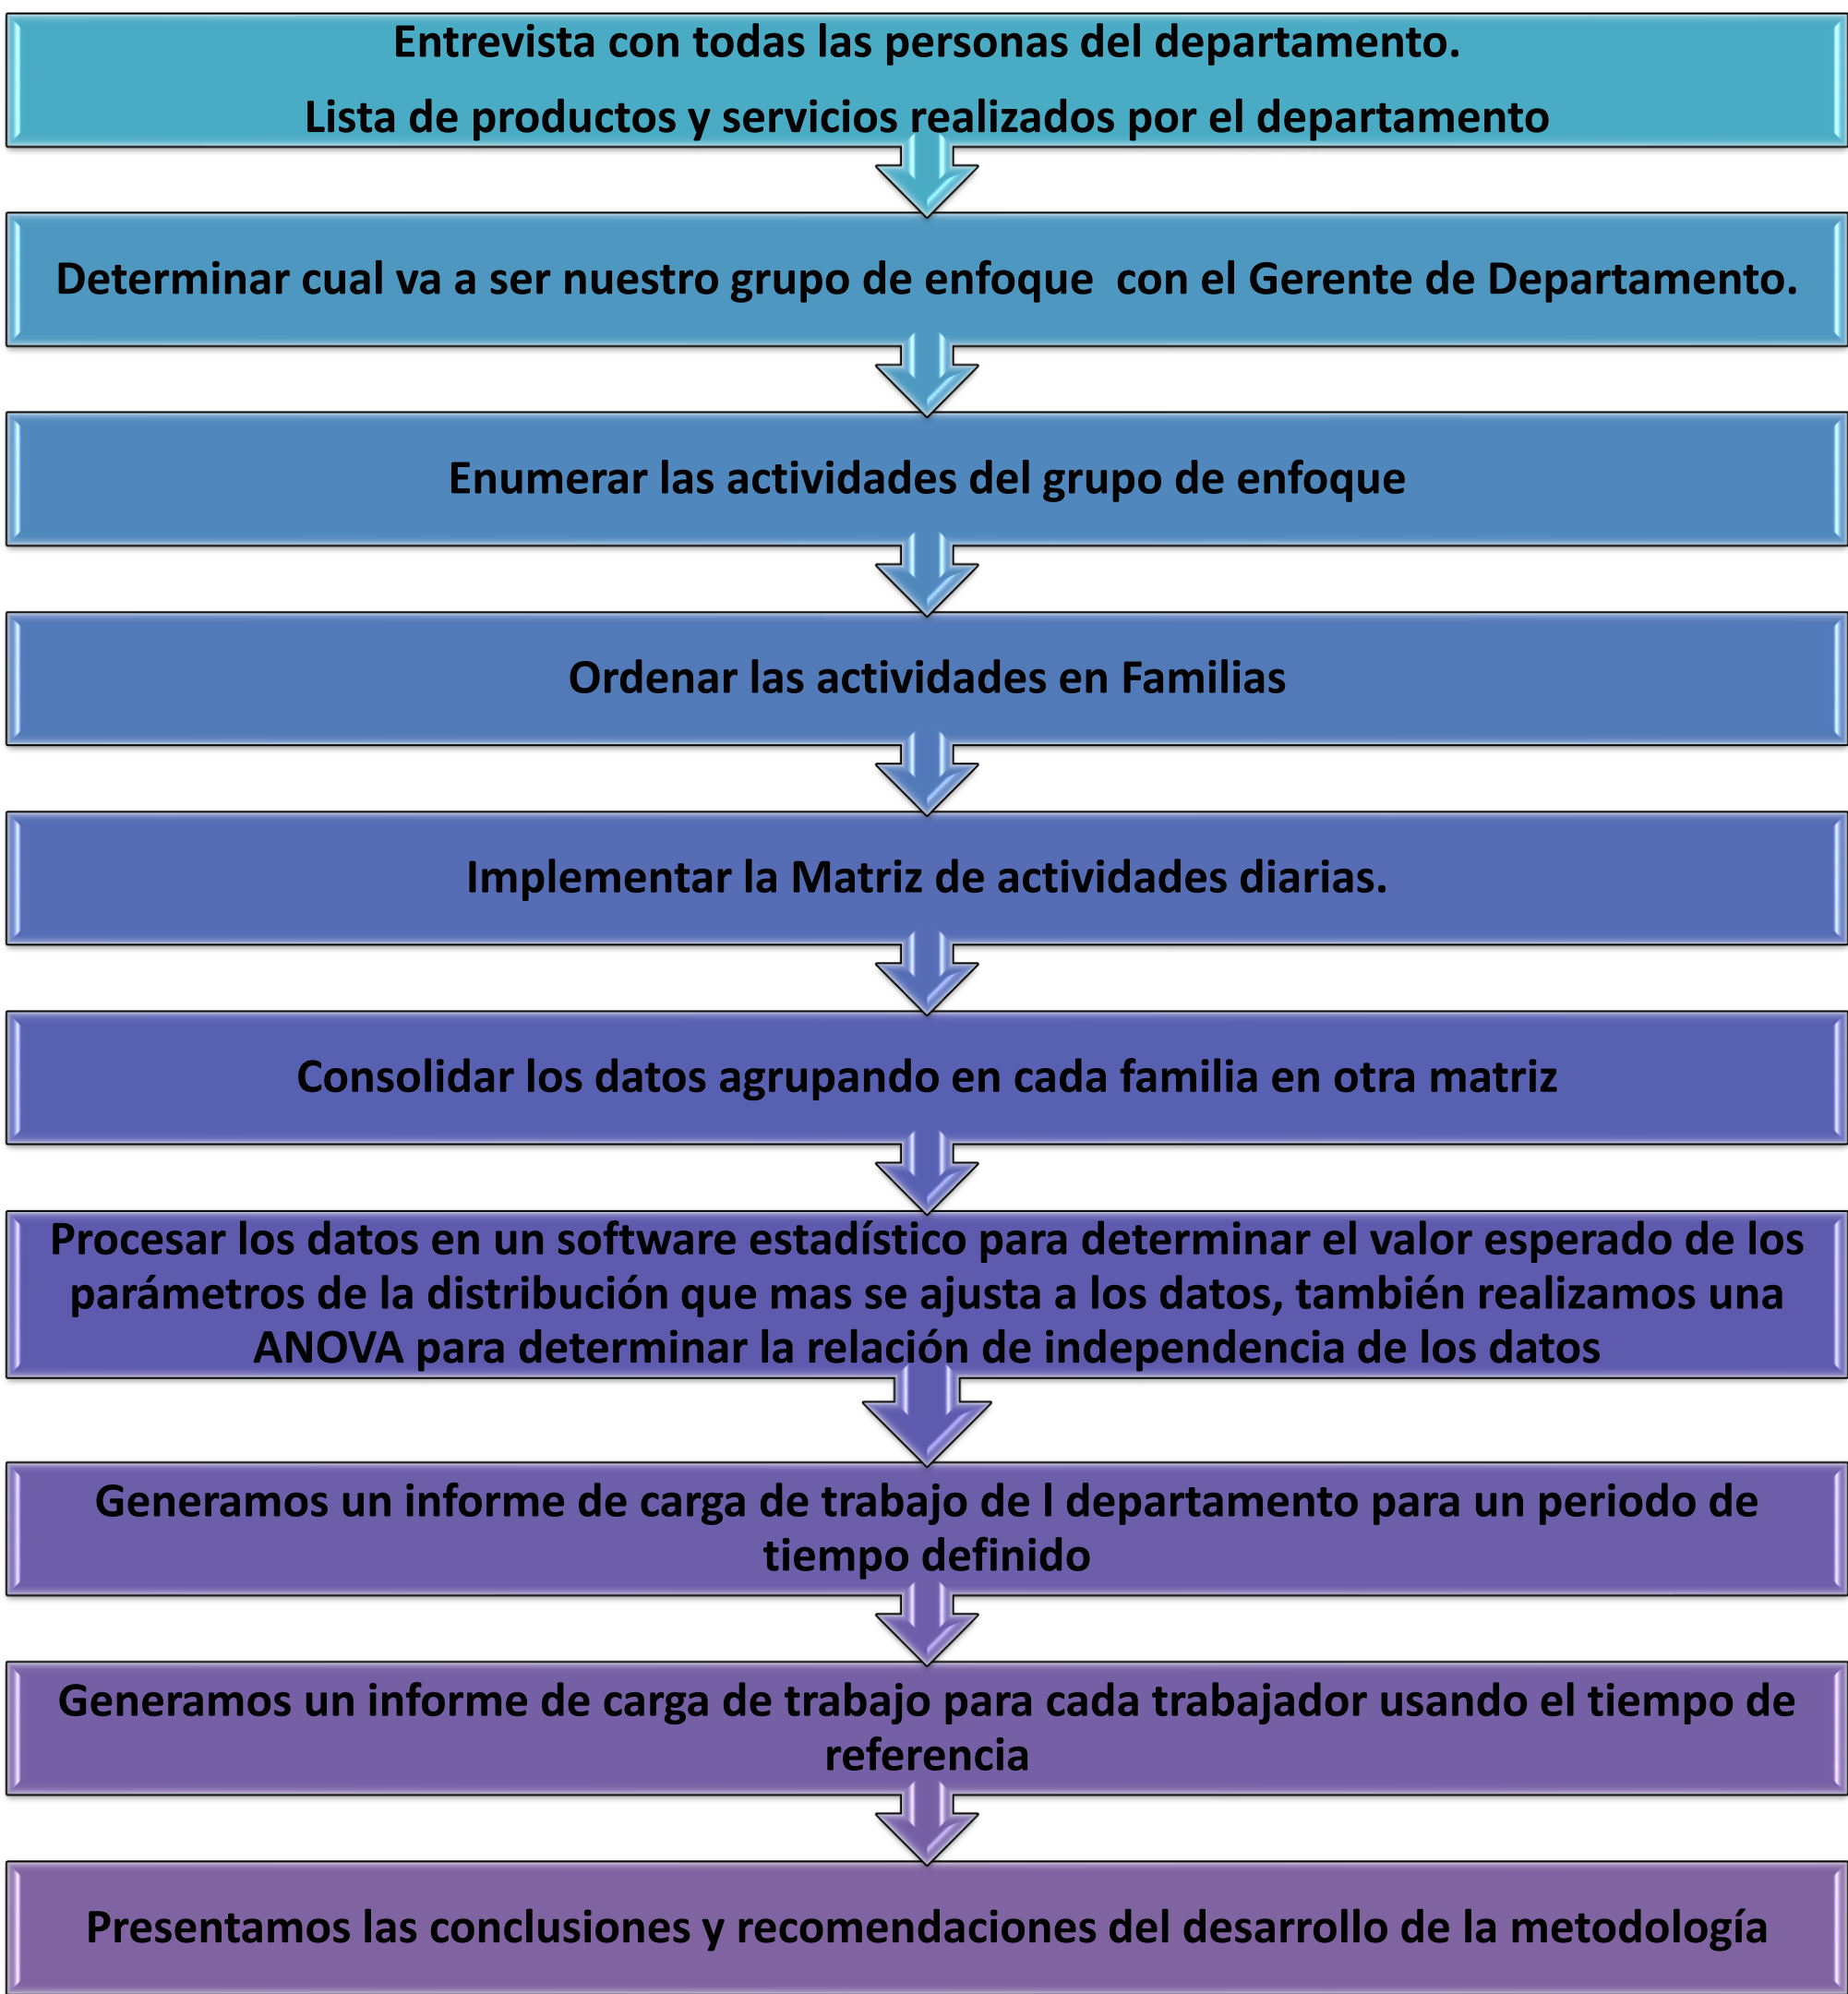 Entrevista con todas las personas del departamento.
Lista de productos y servicios realizados por el departamento
Determinar cual va a ser nuestro grupo de enfoque  con el Gerente de Departamento.
Enumerar las actividades del grupo de enfoque
Ordenar las actividades en Familias
Implementar la Matriz de actividades diarias.
Consolidar los datos agrupando en cada familia en otra matriz
Procesar los datos en un software estadístico para determinar el valor esperado de los
parámetros de la distribución que mas se ajusta a los datos, también realizamos una
ANOVA para determinar la relación de independencia de los datos
Generamos un informe de carga de trabajo de l departamento para un periodo de
tiempo definido
Generamos un informe de carga de trabajo para cada trabajador usando el tiempo de
referencia
Presentamos las conclusiones y recomendaciones del desarrollo de la metodología